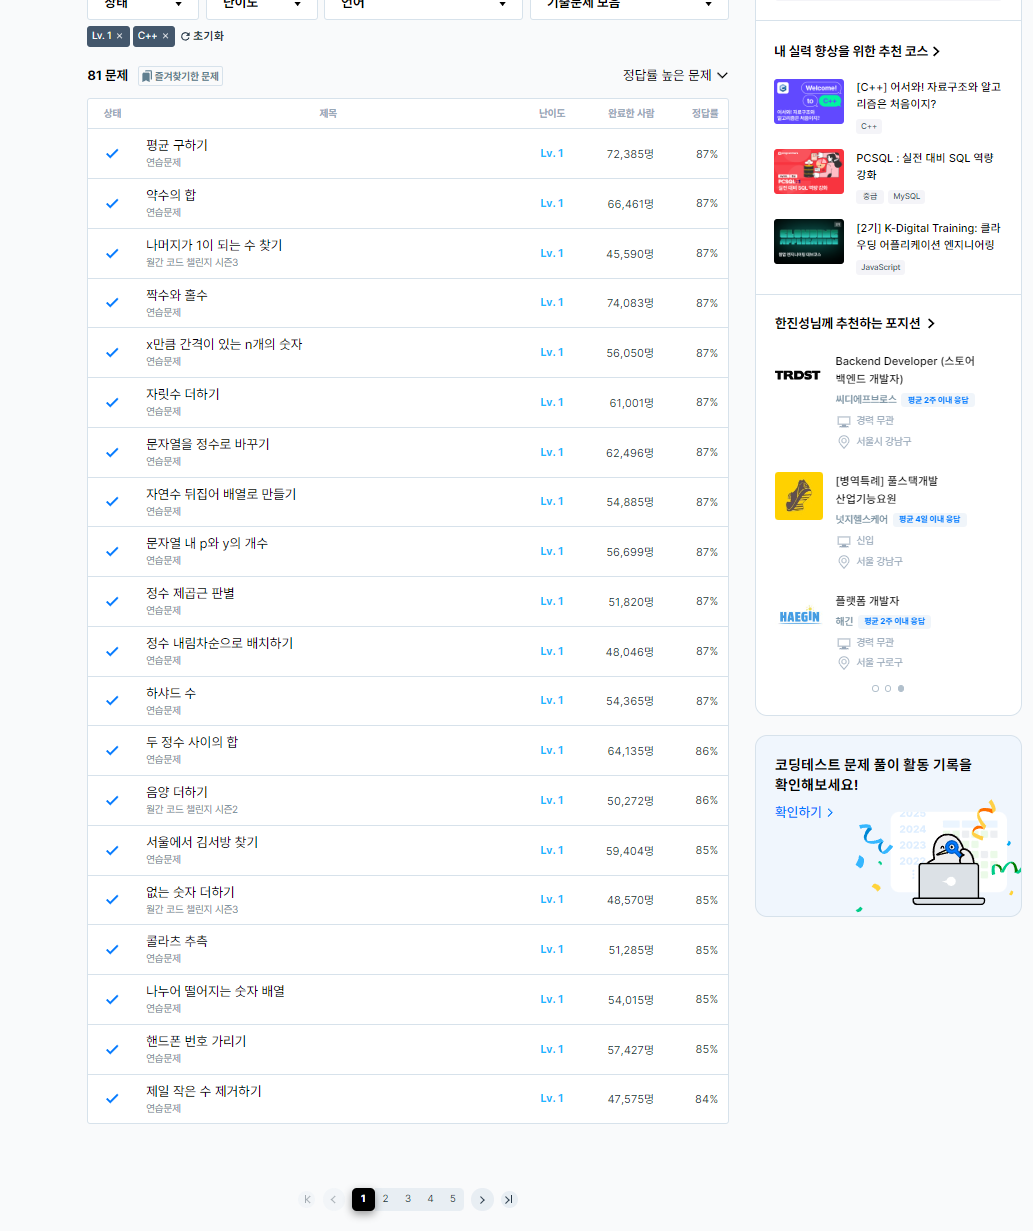 상태
난이도
언어
기출문제 모음
Lv. 1 ×
C++ ×
초기화
81 문제
즐겨찾기한 문제
정답률 높은 문제
상태 제목 난이도 완료한 사람 정답률
평균 구하기
연습문제
Lv. 1 72,385명 87%
약수의 합
연습문제
Lv. 1 66,461명 87%
나머지가 1이 되는 수 찾기
월간 코드 챌린지 시즌3
Lv. 1 45,590명 87%
짝수와 홀수
연습문제
Lv. 1 74,083명 87%
x만큼 간격이 있는 n개의 숫자
연습문제
Lv. 1 56,050명 87%
자릿수 더하기
연습문제
Lv. 1 61,001명 87%
문자열을 정수로 바꾸기
연습문제
Lv. 1 62,496명 87%
자연수 뒤집어 배열로 만들기
연습문제
Lv. 1 54,885명 87%
문자열 내 p와 y의 개수
연습문제
Lv. 1 56,699명 87%
정수 제곱근 판별
연습문제
Lv. 1 51,820명 87%
정수 내림차순으로 배치하기
연습문제
Lv. 1 48,046명 87%
하샤드 수
연습문제
Lv. 1 54,365명 87%
두 정수 사이의 합
연습문제
Lv. 1 64,135명 86%
음양 더하기
월간 코드 챌린지 시즌2
Lv. 1 50,272명 86%
서울에서 김서방 찾기
연습문제
Lv. 1 59,404명 85%
없는 숫자 더하기
월간 코드 챌린지 시즌3
Lv. 1 48,570명 85%
콜라츠 추측
연습문제
Lv. 1 51,285명 85%
나누어 떨어지는 숫자 배열
연습문제
Lv. 1 54,015명 85%
핸드폰 번호 가리기
연습문제
Lv. 1 57,427명 85%
제일 작은 수 제거하기
연습문제
Lv. 1 47,575명 84%
1 2 3 4 5
내 실력 향상을 위한 추천 코스
Welcome!
to C++
어서와! 자료구조와
알고리즘은 처음이지?
[C++] 어서와! 자료구조와 알고
리즘은 처음이지?
C++
PCSQL
실전 대비 SQL 역량 강화
PCSQL : 실전 대비 SQL 역량
강화
중급 MySQL
[2기] K-Digital Training: 클라
우딩 어플리케이션 엔지니어링
JavaScript
한진성님께 추천하는 포지션
TRDST
Backend Developer (스토어
백엔드 개발자)
씨디에프브로스 평균 2주 이내 응답
경력 무관
서울시 강남구
[병역특례] 풀스택개발
산업기능요원
넛지헬스케어 평균 4일 이내 응답
신입
서울 강남구
HAEGIN
플랫폼 개발자
해긴 평균 2주 이내 응답
경력 무관
서울 구로구
코딩테스트 문제 풀이 활동 기록을
확인해보세요!
확인하기
2025
2024
2023